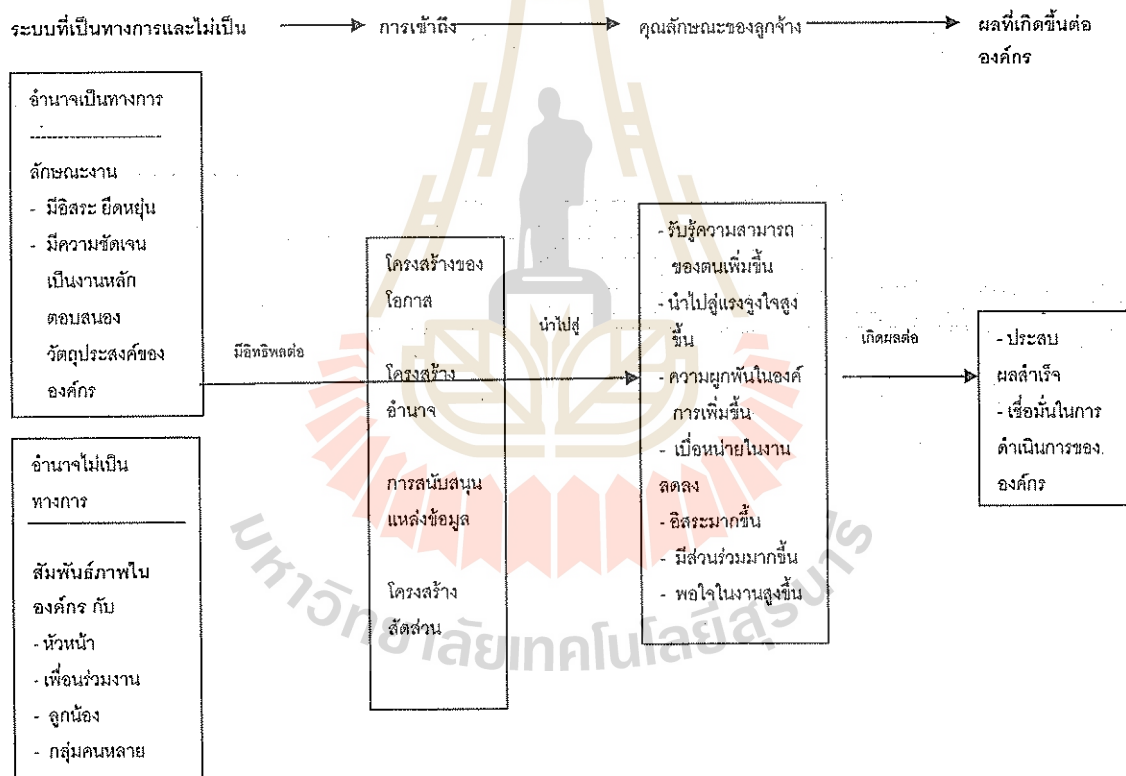 ระบบที่เป็นทางการและไม่เป็น
การเข้าถึง
คุณลักษณะของลูกจ้าง
ผลที่เกิดขึ้นต่อ
องค์กร
อำนาจเป็นทางการ
ลักษณะงาน
- มีอิสระ ยืดหยุ่น
- มีความชัดเจน
เป็นงานหลัก
ตอบสนอง
วัตถุประสงค์ของ
องค์กร
อำนาจไม่เป็น
ทางการ
สัมพันธ์ภาพใน
องค์กร กับ
- หัวหน้า
- เพื่อนร่วมงาน
- ลูกน้อง
- กลุ่มคนหลาย
มีอิทธิพลต่อ
โครงสร้างของ
โอกาส
โครงสร้าง
อำนาจ
การสนับสนุน
แหล่งข้อมูล
โครงสร้าง
สัดส่วน
นำไปสู่
- รับรู้ความสามารถ
ของตนเพิ่มขึ้น
- นำไปสู่แรงจูงใจสูง
ขึ้น
- ความผูกพันในองค์
การเพิ่มขึ้น
- เบื่อหน่ายในงาน
ลดลง
- อิสระมากขึ้น
- มีส่วนร่วมมากขึ้น
- พอใจในงานสูงขึ้น
เกิดผลต่อ
- ประสบ
ผลสำเร็จ
- เชื่อมั่นในการ
ดำเนินการของ
องค์กร
มหาวิทยาลัยเทคโนโลยีสุรนารี